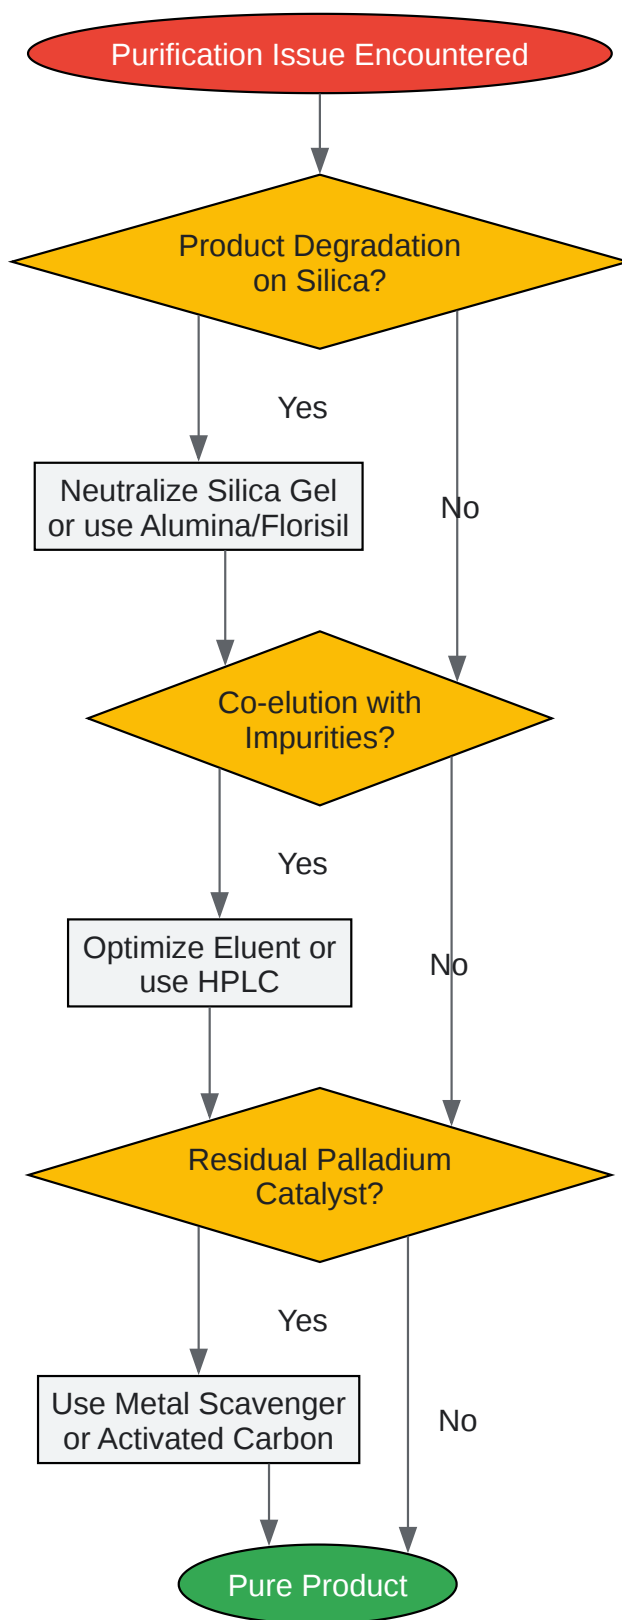 Purification Issue Encountered
Product Degradation
on Silica?
Yes
Neutralize Silica Gel
or use Alumina/Florisil
No
Co-elution with
Impurities?
Yes
Optimize Eluent or
use HPLC
No
Residual Palladium
Catalyst?
Yes
Use Metal Scavenger
or Activated Carbon
No
Pure Product